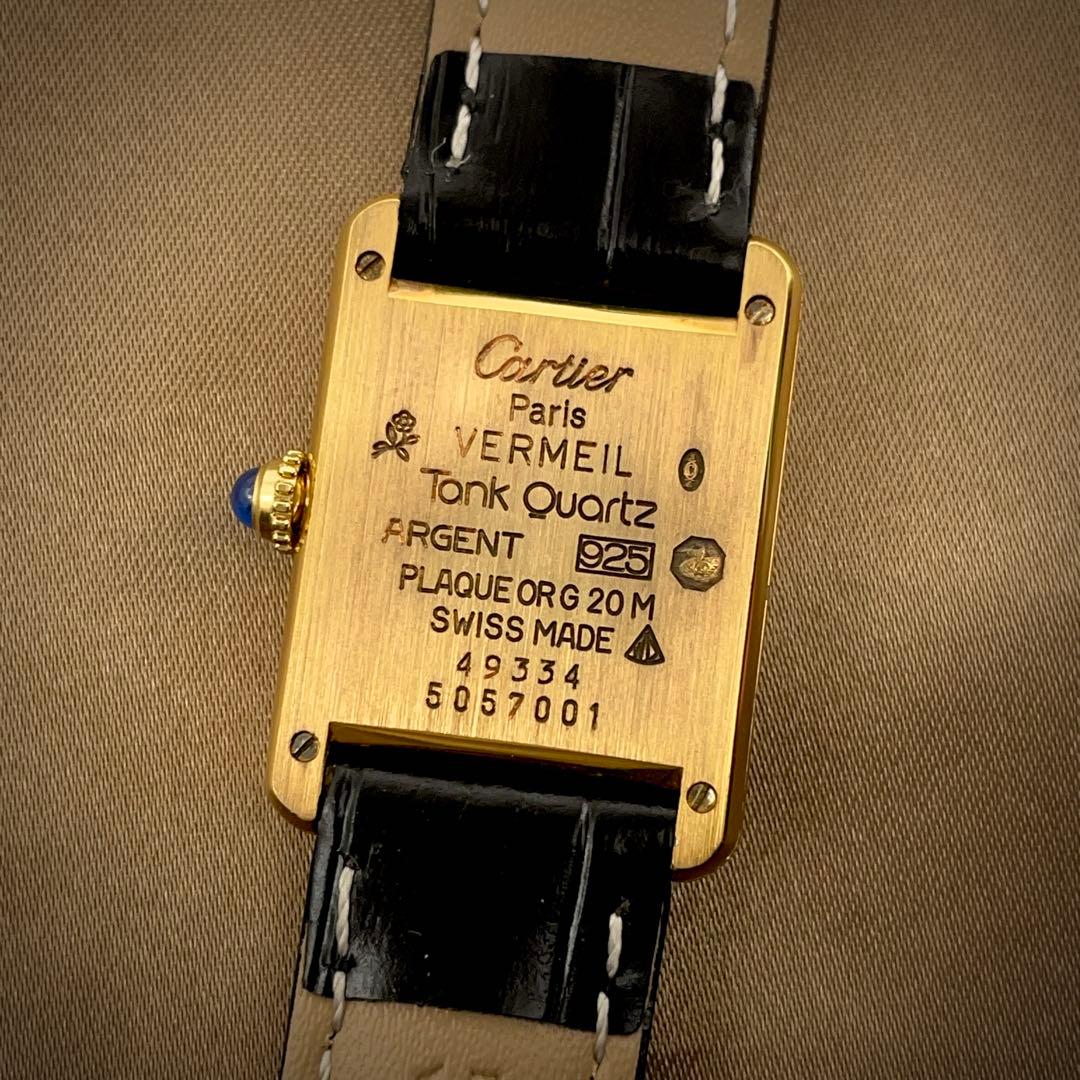 Cartier
Paris
VERMEIL
Tank Quartz
ARGENT 925
PLAQUE OR G 20 M
SWISS MADE
49334
5057001